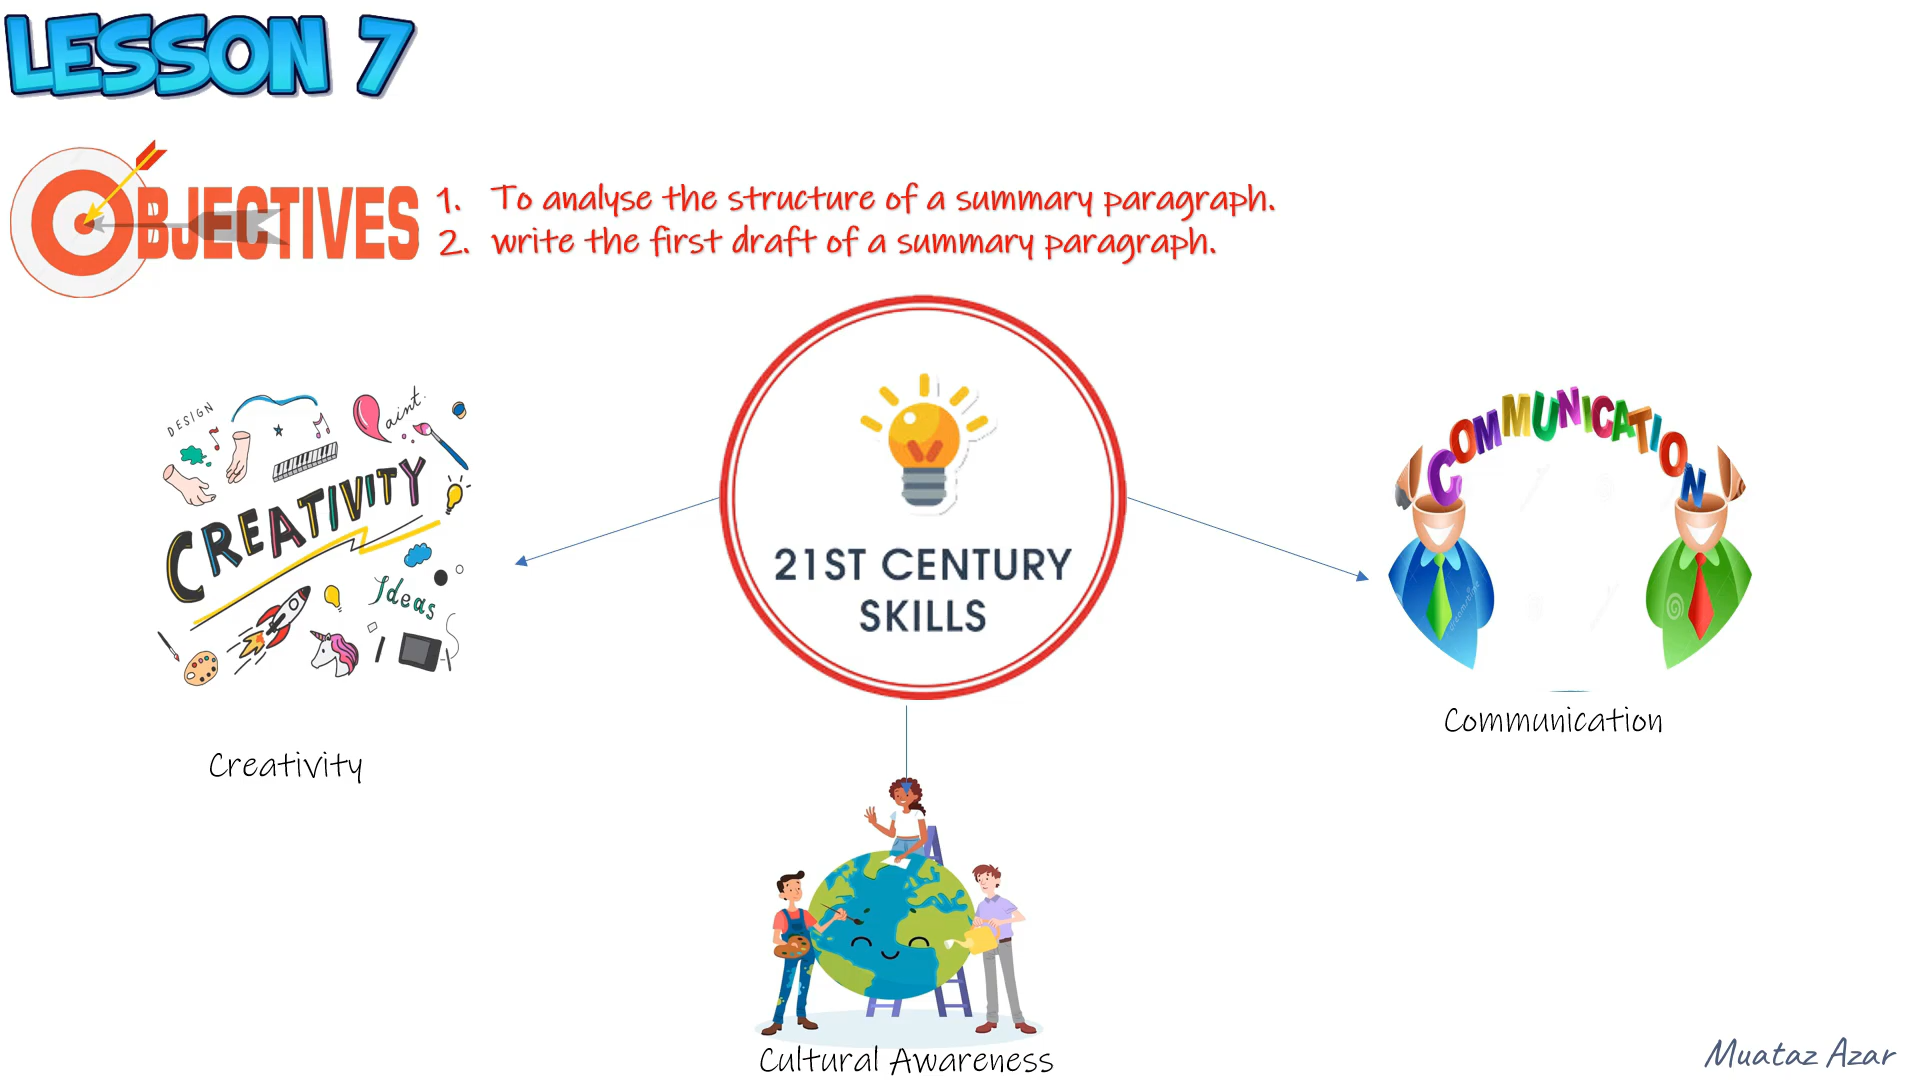 LESSON 7
OBJECTIVES
1. To analyse the structure of a summary paragraph.
2. write the first draft of a summary paragraph.
DESIGN
Paint.
CREATIVITY
Ideas
21ST CENTURY
SKILLS
COMMUNICATION
Communication
Creativity
Cultural Awareness
Muataz Azar